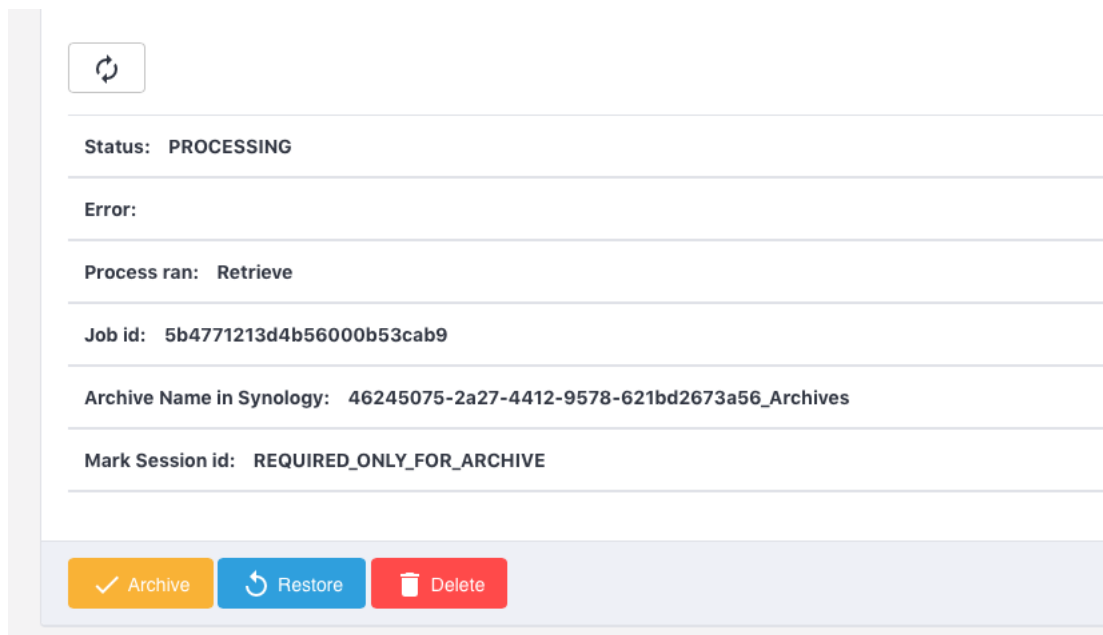 Status: PROCESSING
Error:
Process ran: Retrieve
Job id: 5b4771213d4b56000b53cab9
Archive Name in Synology: 46245075-2a27-4412-9578-621bd2673a56_Archives
Mark Session id: REQUIRED_ONLY_FOR_ARCHIVE
Archive Restore Delete